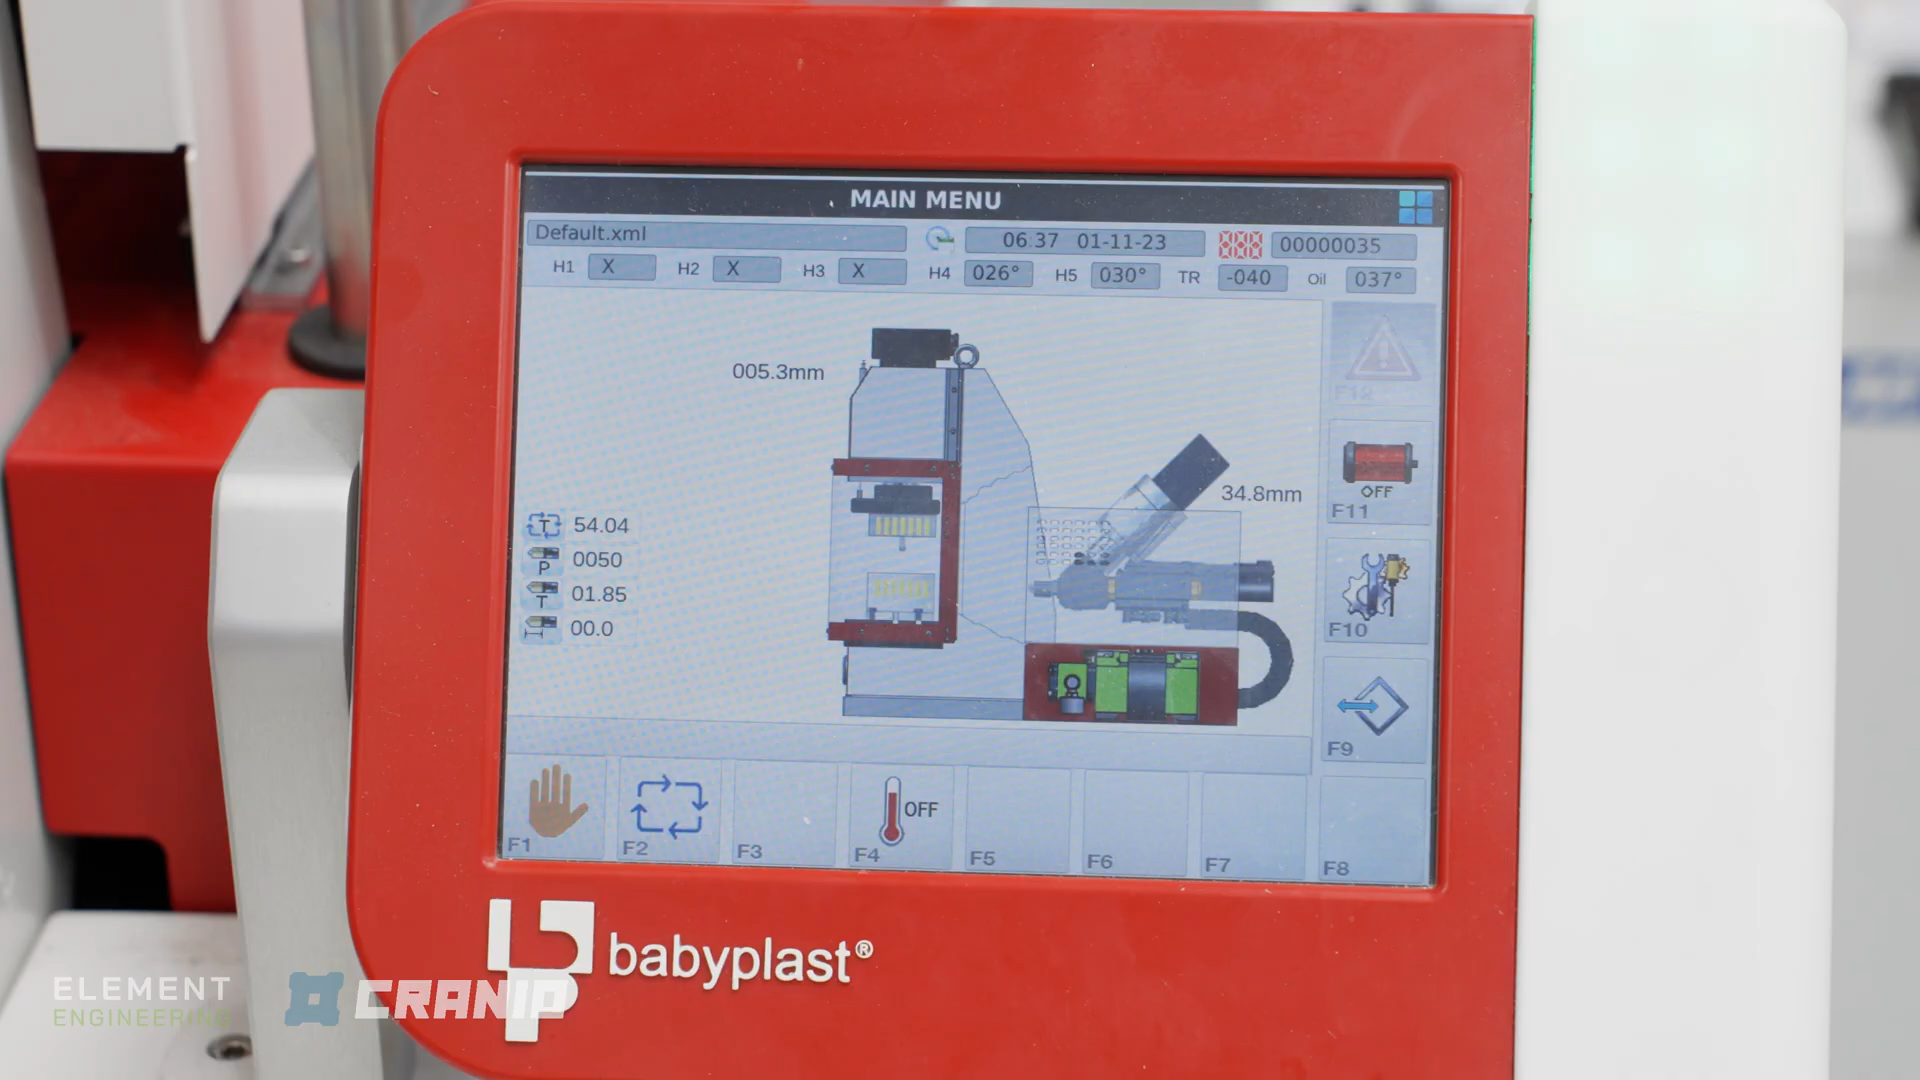 MAIN MENU
Default.xml 06:37 01-11-23 00000035
H1 X H2 X H3 X H4 026° H5 030° TR -040 Oil 037°
005.3mm
F12
34.8mm
OFF
F11
T 54.04
P 0050
T 01.85
00.0
F10
F9
OFF
F1 F2 F3 F4 F5 F6 F7 F8
babyplast®
ELEMENT
ENGINEERING
CRANIP